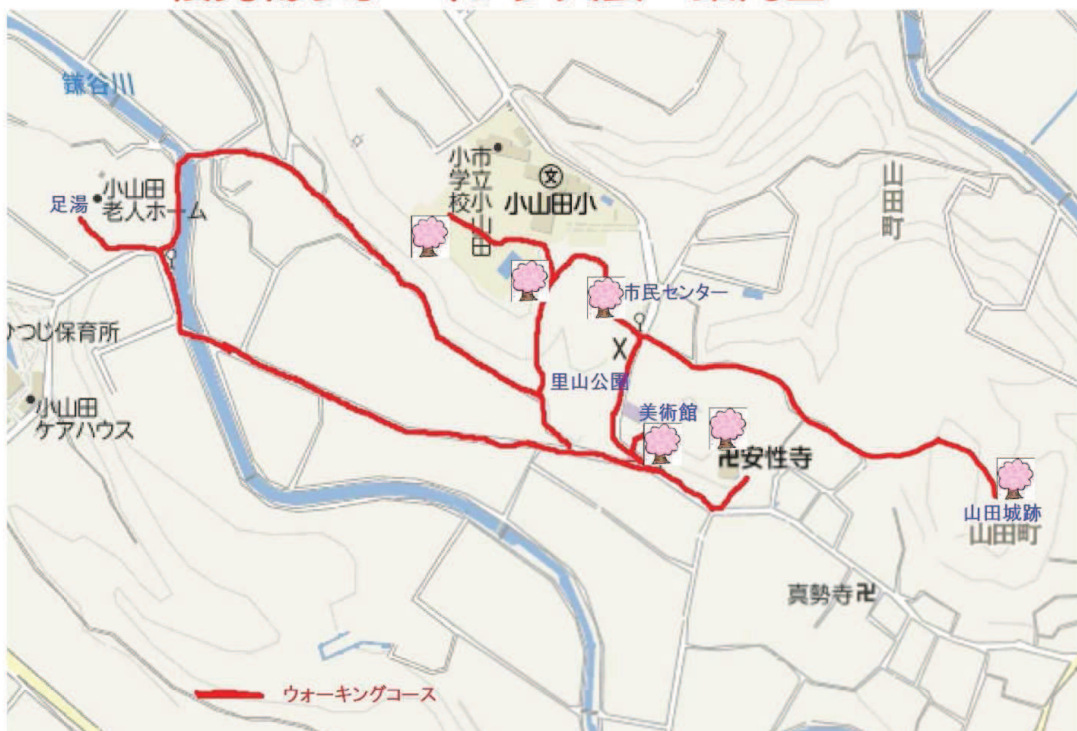 鎌谷川
足湯
小山田
老人ホーム
市立小山田
小学校
文
小山田小
山田町
市民センター
ひつじ保育所
小山田
ケアハウス
里山公園
美術館
卍安性寺
山田城跡
山田町
真勢寺卍
ウォーキングコース